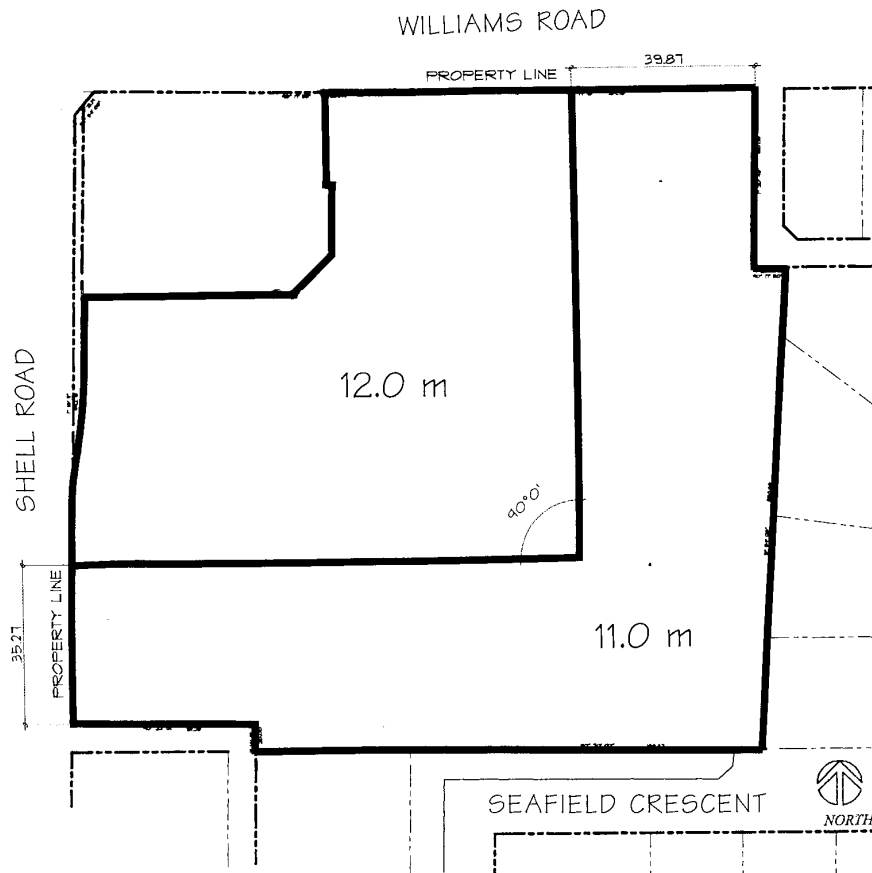 WILLIAMS ROAD
39.87
PROPERTY LINE
12.0 m
SHELL ROAD
90°0'
PROPERTY LINE
35.27
11.0 m
SEAFIELD CRESCENT
NORTH